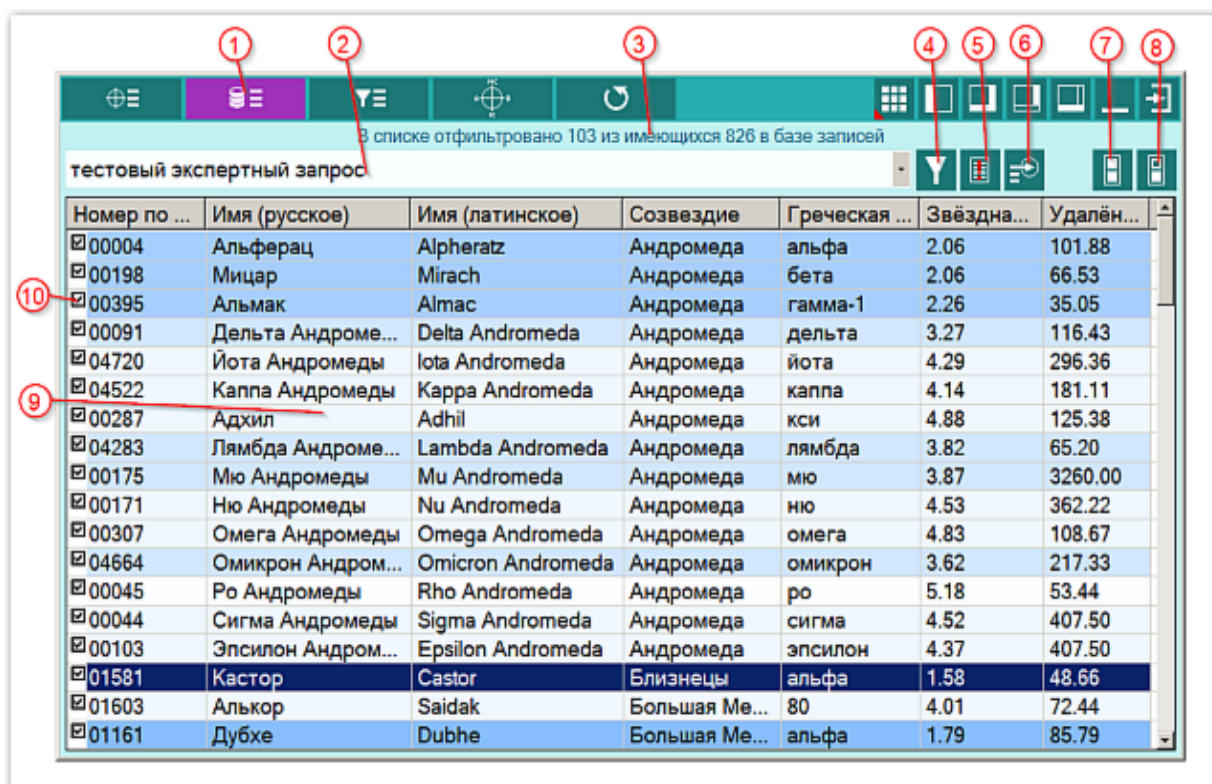 1 2 3 4 5 6 7 8
В списке отфильтровано 103 из имеющихся 826 в базе записей
тестовый экспертный запрос
Номер по ... Имя (русское) Имя (латинское) Созвездие Греческая ... Звёздна... Удалён...
00004 Альферац Alpheratz Андромеда альфа 2.06 101.88
00198 Мицар Mirach Андромеда бета 2.06 66.53
10 00395 Альмак Almac Андромеда гамма-1 2.26 35.05
00091 Дельта Андроме... Delta Andromeda Андромеда дельта 3.27 116.43
04720 Йота Андромеды Iota Andromeda Андромеда йота 4.29 296.36
04522 Каппа Андромеды Kappa Andromeda Андромеда каппа 4.14 181.11
9 00287 Адхил Adhil Андромеда кси 4.88 125.38
04283 Лямбда Андроме... Lambda Andromeda Андромеда лямбда 3.82 65.20
00175 Мю Андромеды Mu Andromeda Андромеда мю 3.87 3260.00
00171 Ню Андромеды Nu Andromeda Андромеда ню 4.53 362.22
00307 Омега Андромеды Omega Andromeda Андромеда омега 4.83 108.67
04664 Омикрон Андром... Omicron Andromeda Андромеда омикрон 3.62 217.33
00045 Ро Андромеды Rho Andromeda Андромеда ро 5.18 53.44
00044 Сигма Андромеды Sigma Andromeda Андромеда сигма 4.52 407.50
00103 Эпсилон Андром... Epsilon Andromeda Андромеда эпсилон 4.37 407.50
01581 Кастор Castor Близнецы альфа 1.58 48.66
01603 Алькор Saidak Большая Ме... 80 4.01 72.44
01161 Дубхе Dubhe Большая Ме... альфа 1.79 85.79